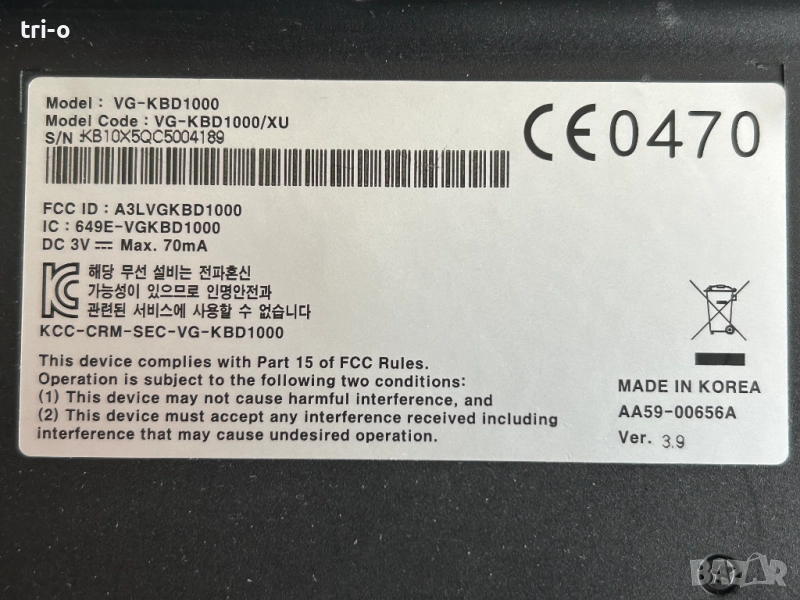 tri-o
Model : VG-KBD1000
Model Code : VG-KBD1000/XU
S/N :KB10X5QC5004189
CE0470
FCC ID : A3LVGKBD1000
IC : 649E-VGKBD1000
DC 3V⎓ Max. 70mA
해당 무선 설비는 전파혼신
가능성이 있으므로 인명안전과
관련된 서비스에 사용할 수 없습니다
KCC-CRM-SEC-VG-KBD1000
This device complies with Part 15 of FCC Rules.
Operation is subject to the following two conditions:
(1) This device may not cause harmful interference, and
(2) This device must accept any interference received including
interference that may cause undesired operation.
MADE IN KOREA
AA59-00656A
Ver. 3.9
BAZAR